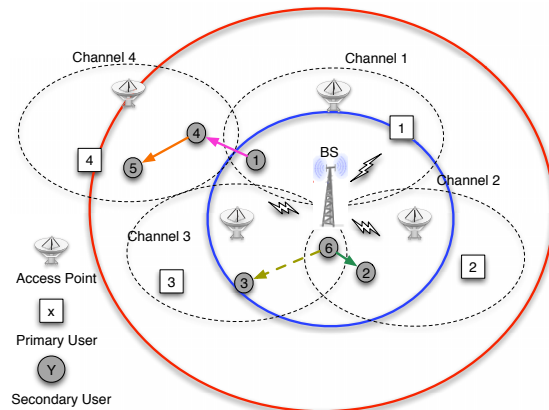 Channel 4
Channel 1
1
BS
4
4
1
5
Channel 2
Channel 3
6
3
3
2
2
Access Point
x
Primary User
Y
Secondary User